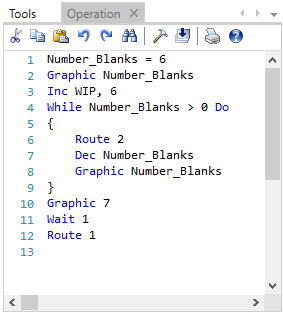 Tools Operation
1 Number_Blanks = 6
2 Graphic Number_Blanks
3 Inc WIP, 6
4 While Number_Blanks > 0 Do
5 {
6 Route 2
7 Dec Number_Blanks
8 Graphic Number_Blanks
9 }
10 Graphic 7
11 Wait 1
12 Route 1
13